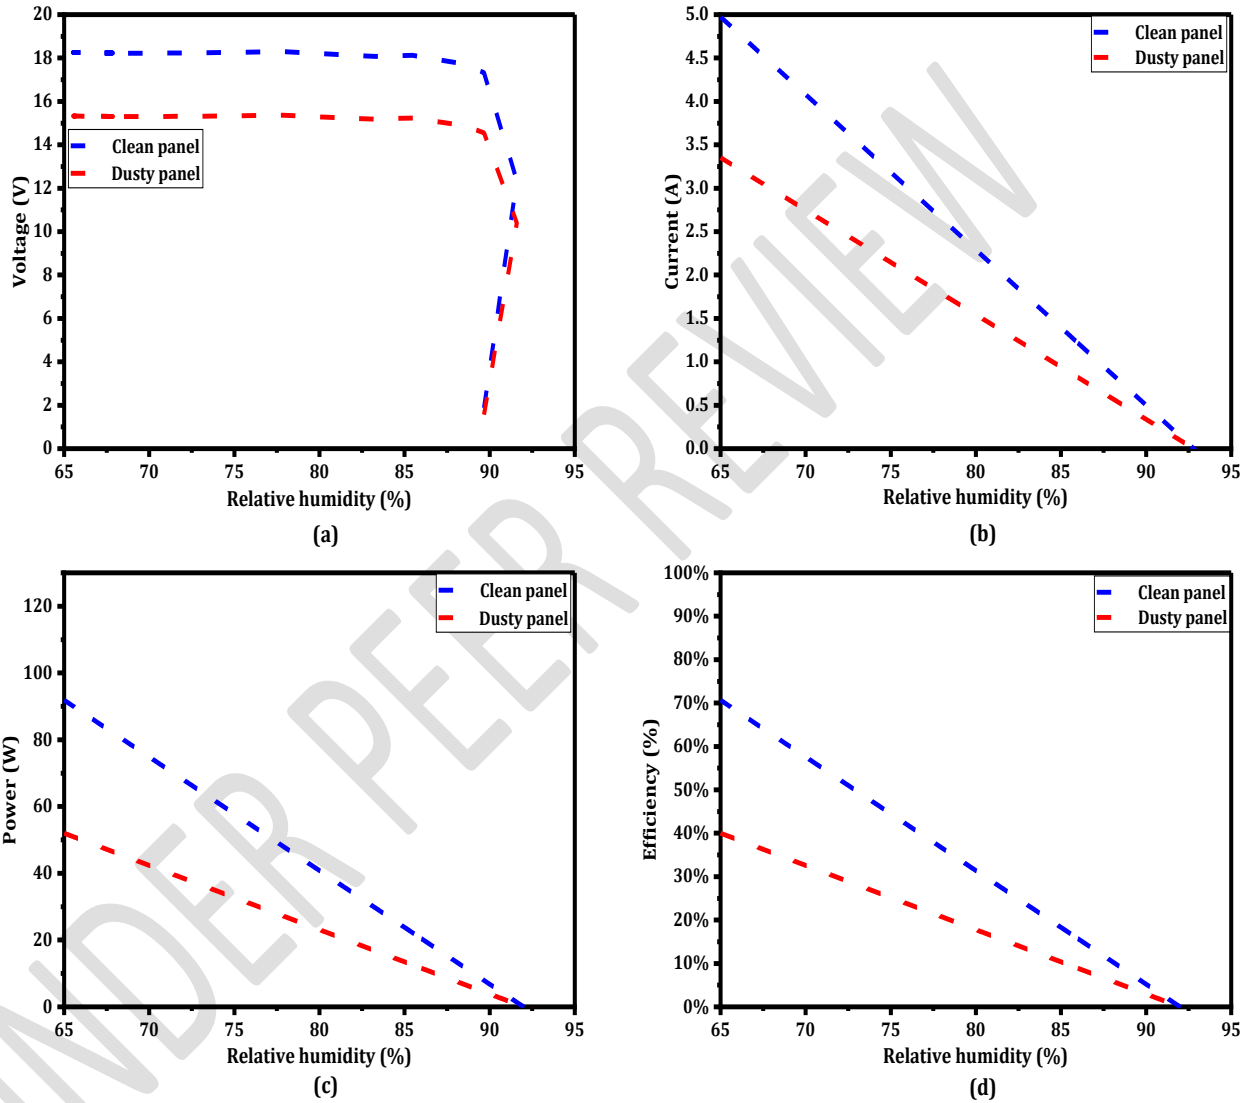 20
18
16
14
12
10
8
6
4
2
0
Voltage (V)
Clean panel
Dusty panel
65 70 75 80 85 90 95
Relative humidity (%)
(a)
5.0
4.5
4.0
3.5
3.0
2.5
2.0
1.5
1.0
0.5
0.0
Current (A)
Clean panel
Dusty panel
65 70 75 80 85 90 95
Relative humidity (%)
(b)
120
100
80
60
40
20
0
Power (W)
Clean panel
Dusty panel
65 70 75 80 85 90 95
Relative humidity (%)
(c)
100%
90%
80%
70%
60%
50%
40%
30%
20%
10%
0%
Efficiency (%)
Clean panel
Dusty panel
65 70 75 80 85 90 95
Relative humidity (%)
(d)
NDER PEER REVIEW